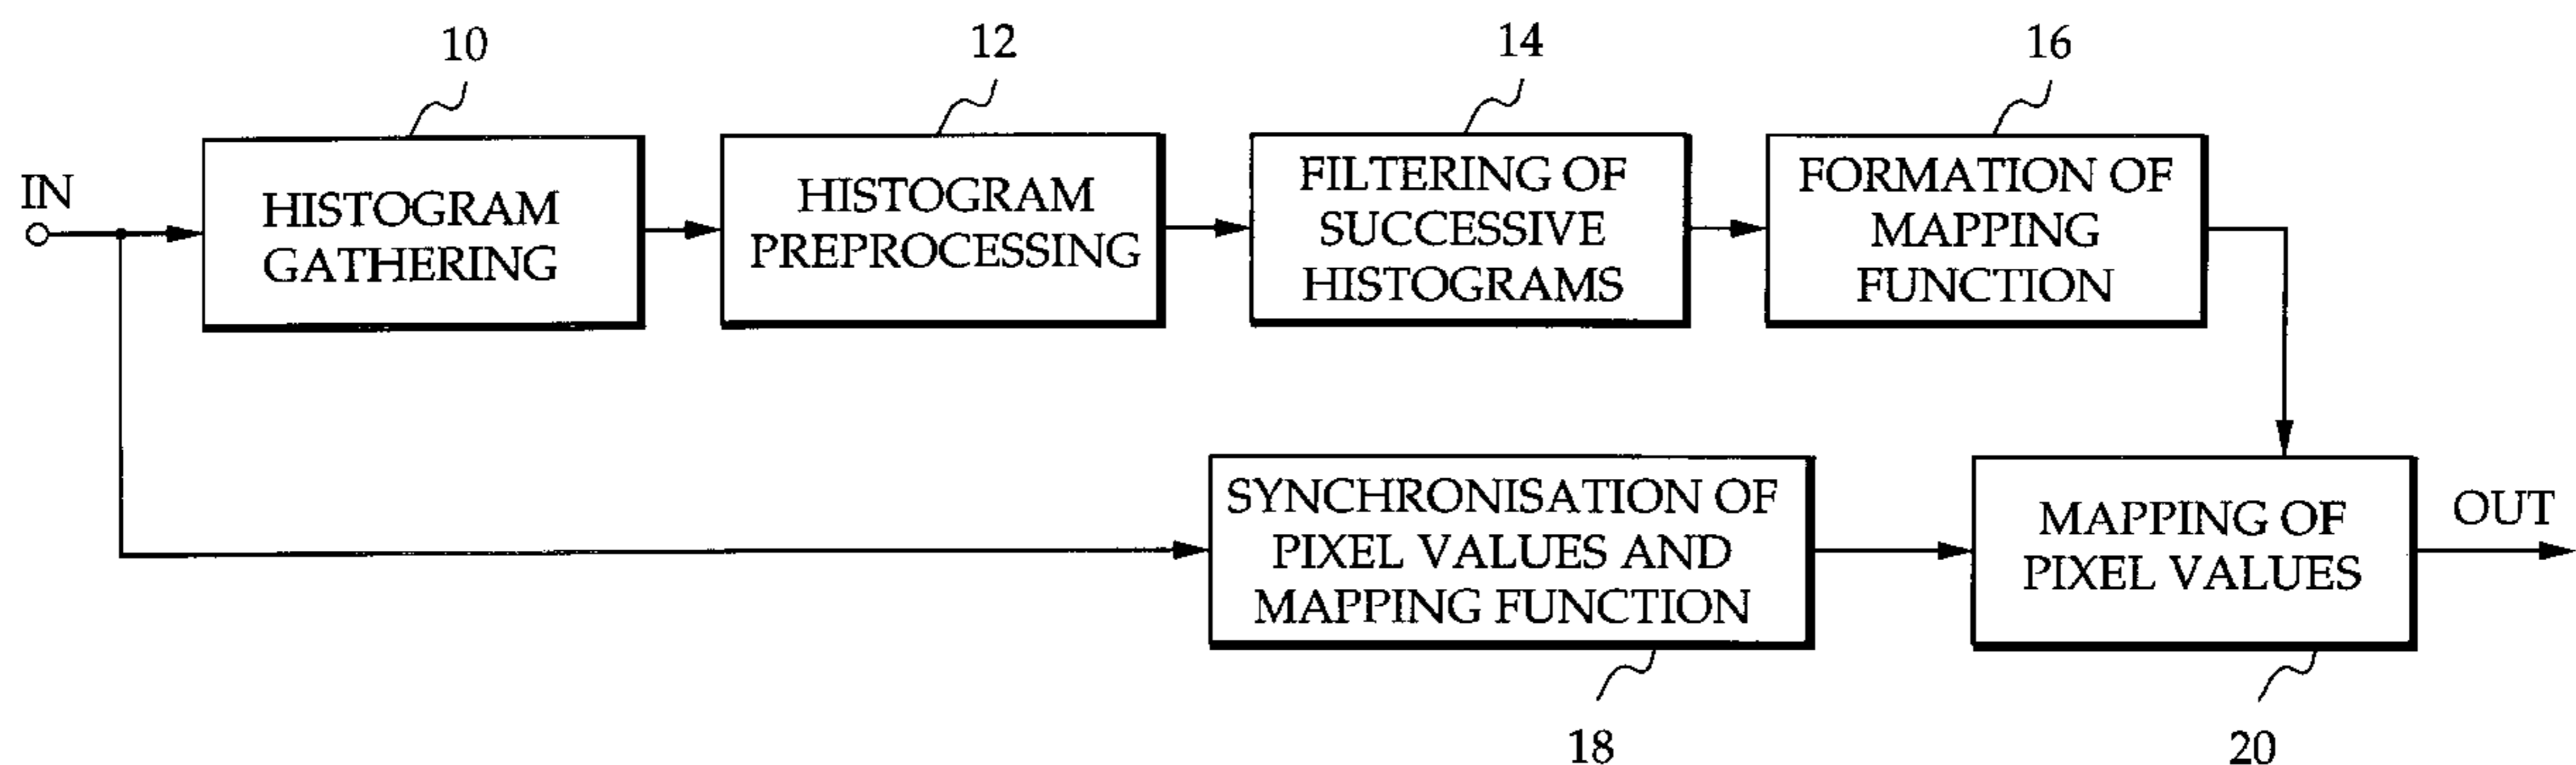 10
12
14
16
IN
HISTOGRAM
GATHERING
HISTOGRAM
PREPROCESSING
FILTERING OF
SUCCESSIVE
HISTOGRAMS
FORMATION OF
MAPPING
FUNCTION
SYNCHRONISATION OF
PIXEL VALUES AND
MAPPING FUNCTION
MAPPING OF
PIXEL VALUES
OUT
18
20